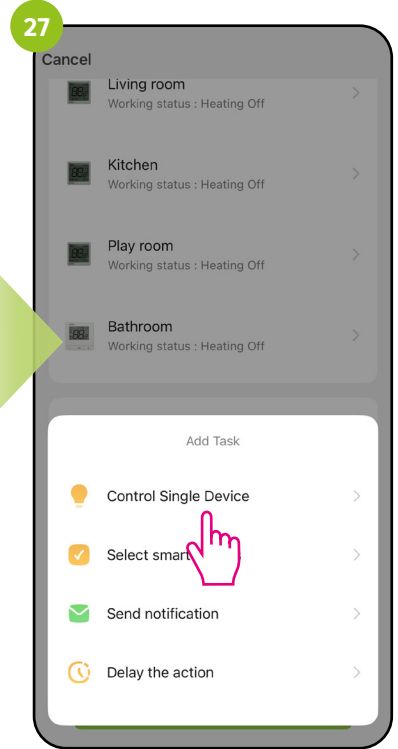 27
Cancel
Living room
Working status : Heating Off
Kitchen
Working status : Heating Off
Play room
Working status : Heating Off
Bathroom
Working status : Heating Off
Add Task
Control Single Device
Select smart
Send notification
Delay the action